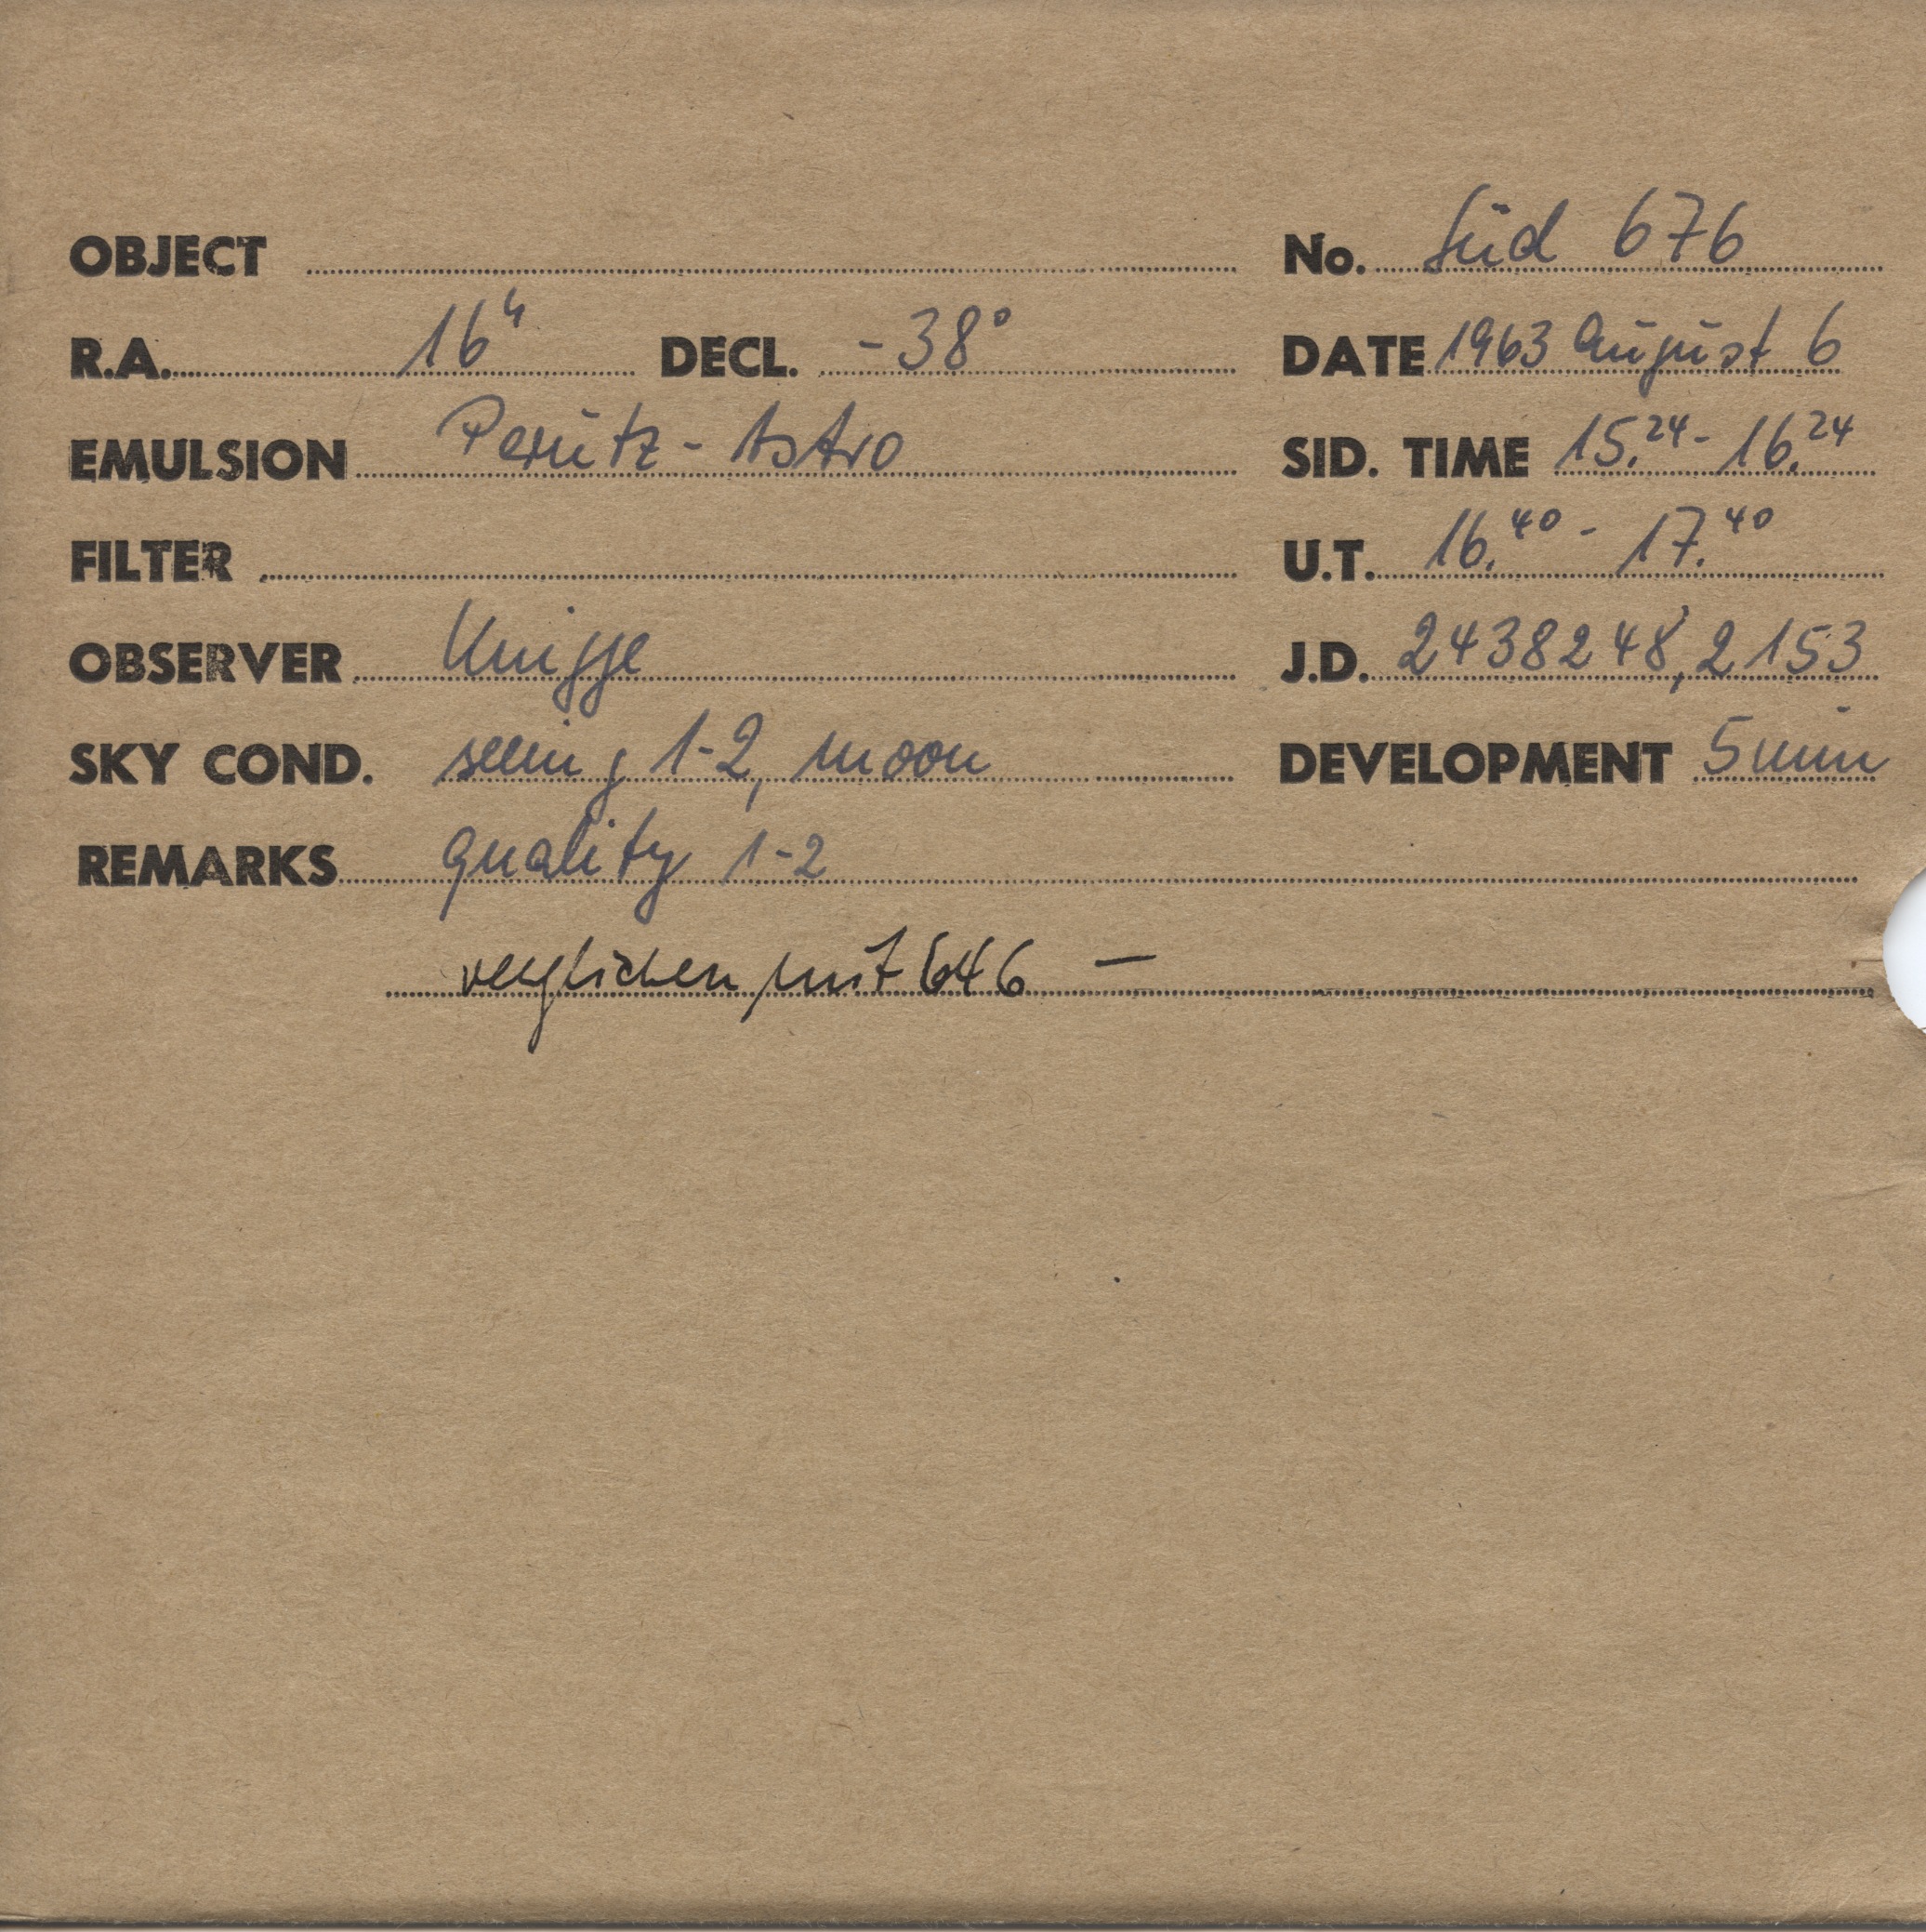 OBJECT No. Süd 676
R.A. 16h DECL. -38° DATE 1963 August 6
EMULSION Perutz - Astro SID. TIME 15.24 - 16.24
FILTER U.T. 16.40 - 17.40
OBSERVER Knigge J.D. 2438248,2153
SKY COND. seeing 1-2, moon DEVELOPMENT 5 min
REMARKS quality 1-2
verglichen mit 646 —